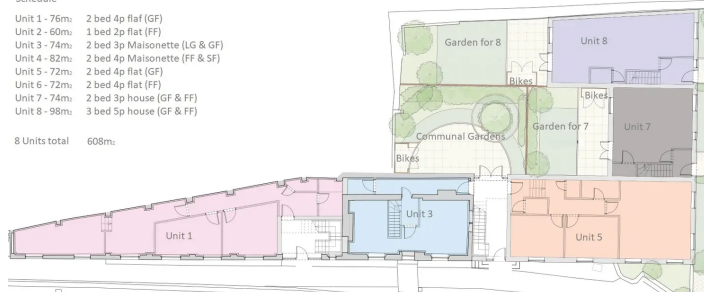 Schedule
Unit 1 - 76m2 2 bed 4p flaf (GF)
Unit 2 - 60m2 1 bed 2p flat (FF)
Unit 3 - 74m2 2 bed 3p Maisonette (LG & GF)
Unit 4 - 82m2 2 bed 4p Maisonette (FF & SF)
Unit 5 - 72m2 2 bed 4p flat (GF)
Unit 6 - 72m2 2 bed 4p flat (FF)
Unit 7 - 74m2 2 bed 3p house (GF & FF)
Unit 8 - 98m2 3 bed 5p house (GF & FF)
8 Units total 608m2
Garden for 8
Unit 8
Bikes
Bikes
Communal Gardens
Garden for 7
Unit 7
Bikes
Unit 1
Unit 3
Unit 5